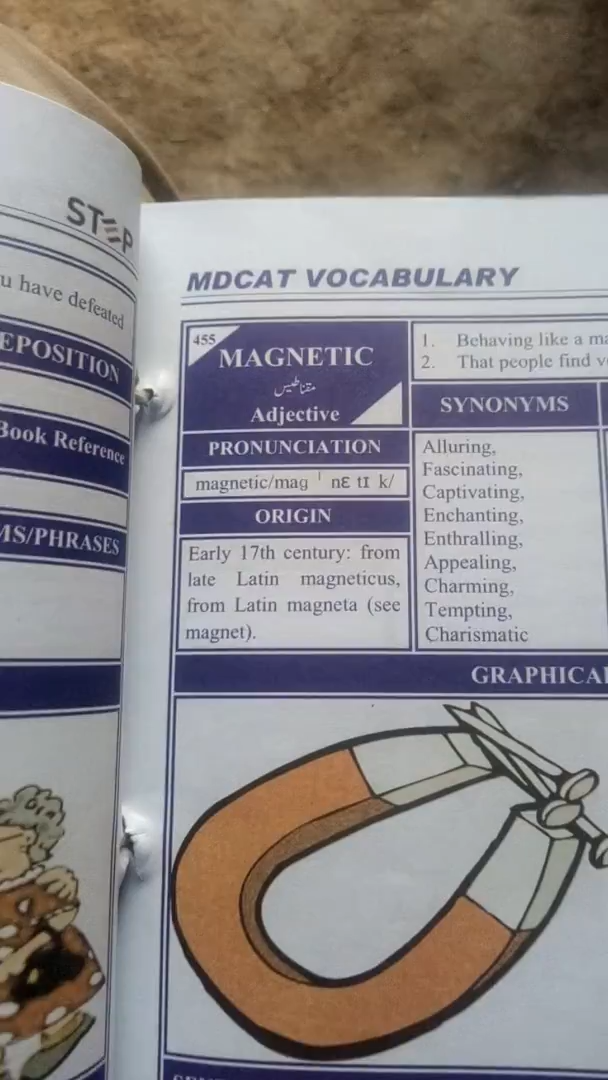 STEP
u have defeated
EPOSITION
Book Reference
MS/PHRASES
MDCAT VOCABULARY
455
MAGNETIC
مقناطیس
Adjective
1. Behaving like a
2. That people find
PRONUNCIATION
magnetic/mag ˈ nƐ tI k/
ORIGIN
Early 17th century: from
late Latin magneticus,
from Latin magneta (see
magnet).
SYNONYMS
Alluring,
Fascinating,
Captivating,
Enchanting,
Enthralling,
Appealing,
Charming,
Tempting,
Charismatic
GRAPHICAL